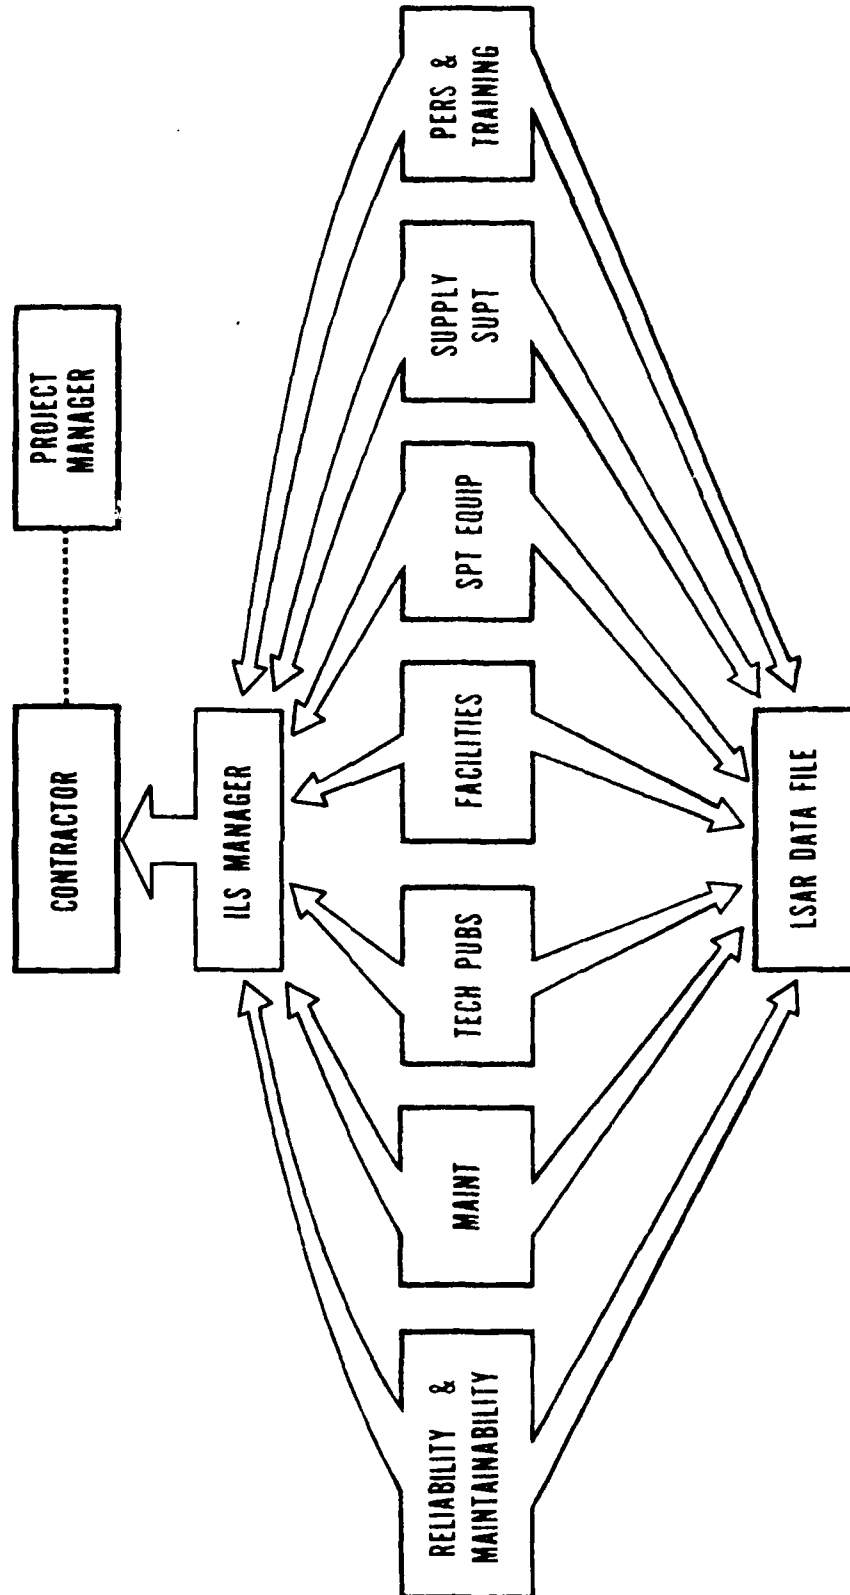 CONTRACTOR
PROJECT
MANAGER
ILS MANAGER
RELIABILITY &
MAINTAINABILITY
MAINT
TECH PUBS
FACILITIES
SPT EQUIP
SUPPLY
SUPT
PERS &
TRAINING
LSAR DATA FILE